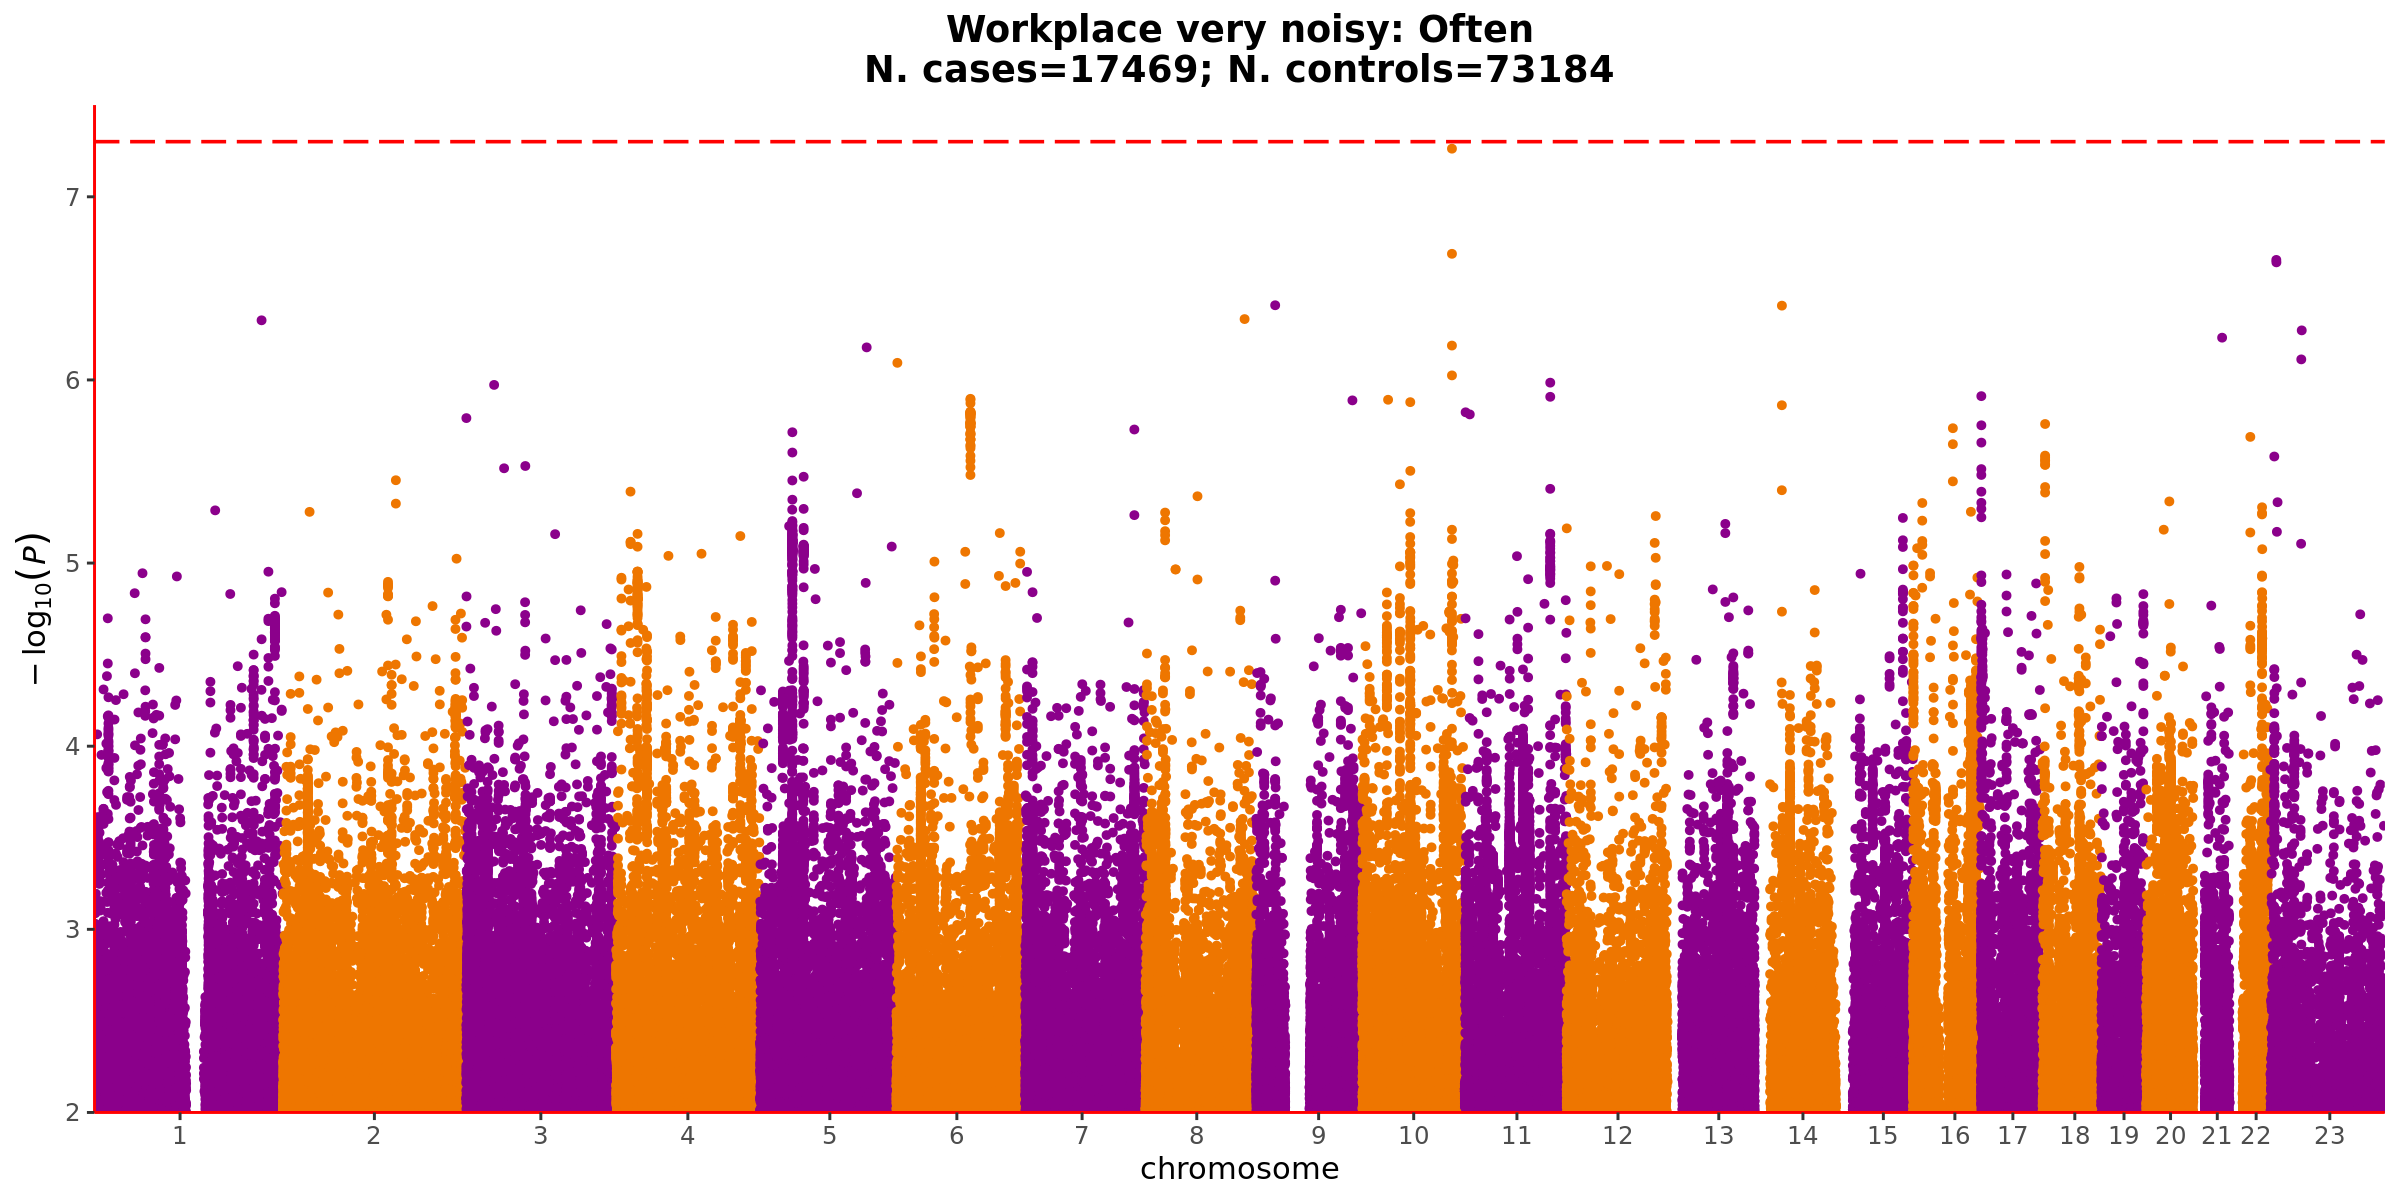 Workplace very noisy: Often
N. cases=17469; N. controls=73184
− log10(P)
7
6
5
4
3
2
1 2 3 4 5 6 7 8 9 10 11 12 13 14 15 16 17 18 19 20 21 22 23
chromosome